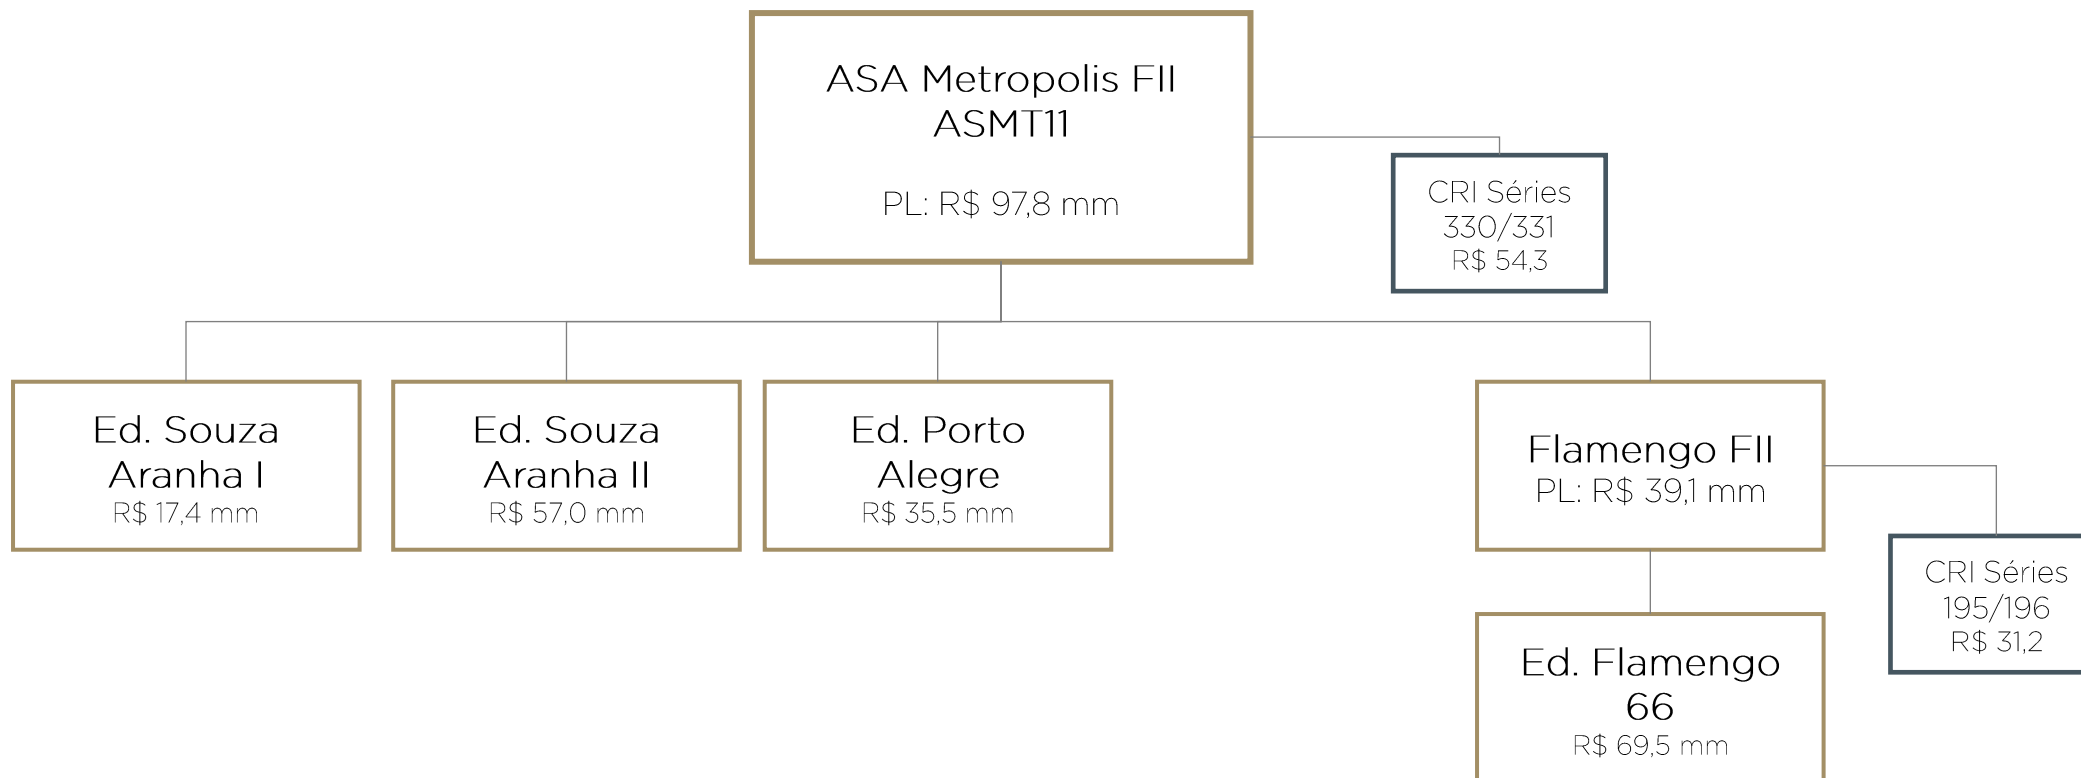 ASA Metropolis FII
ASMT11
PL: R$ 97,8 mm
CRI Séries
330/331
R$ 54,3
Ed. Souza
Aranha I
R$ 17,4 mm
Ed. Souza
Aranha II
R$ 57,0 mm
Ed. Porto
Alegre
R$ 35,5 mm
Flamengo FII
PL: R$ 39,1 mm
CRI Séries
195/196
R$ 31,2
Ed. Flamengo
66
R$ 69,5 mm